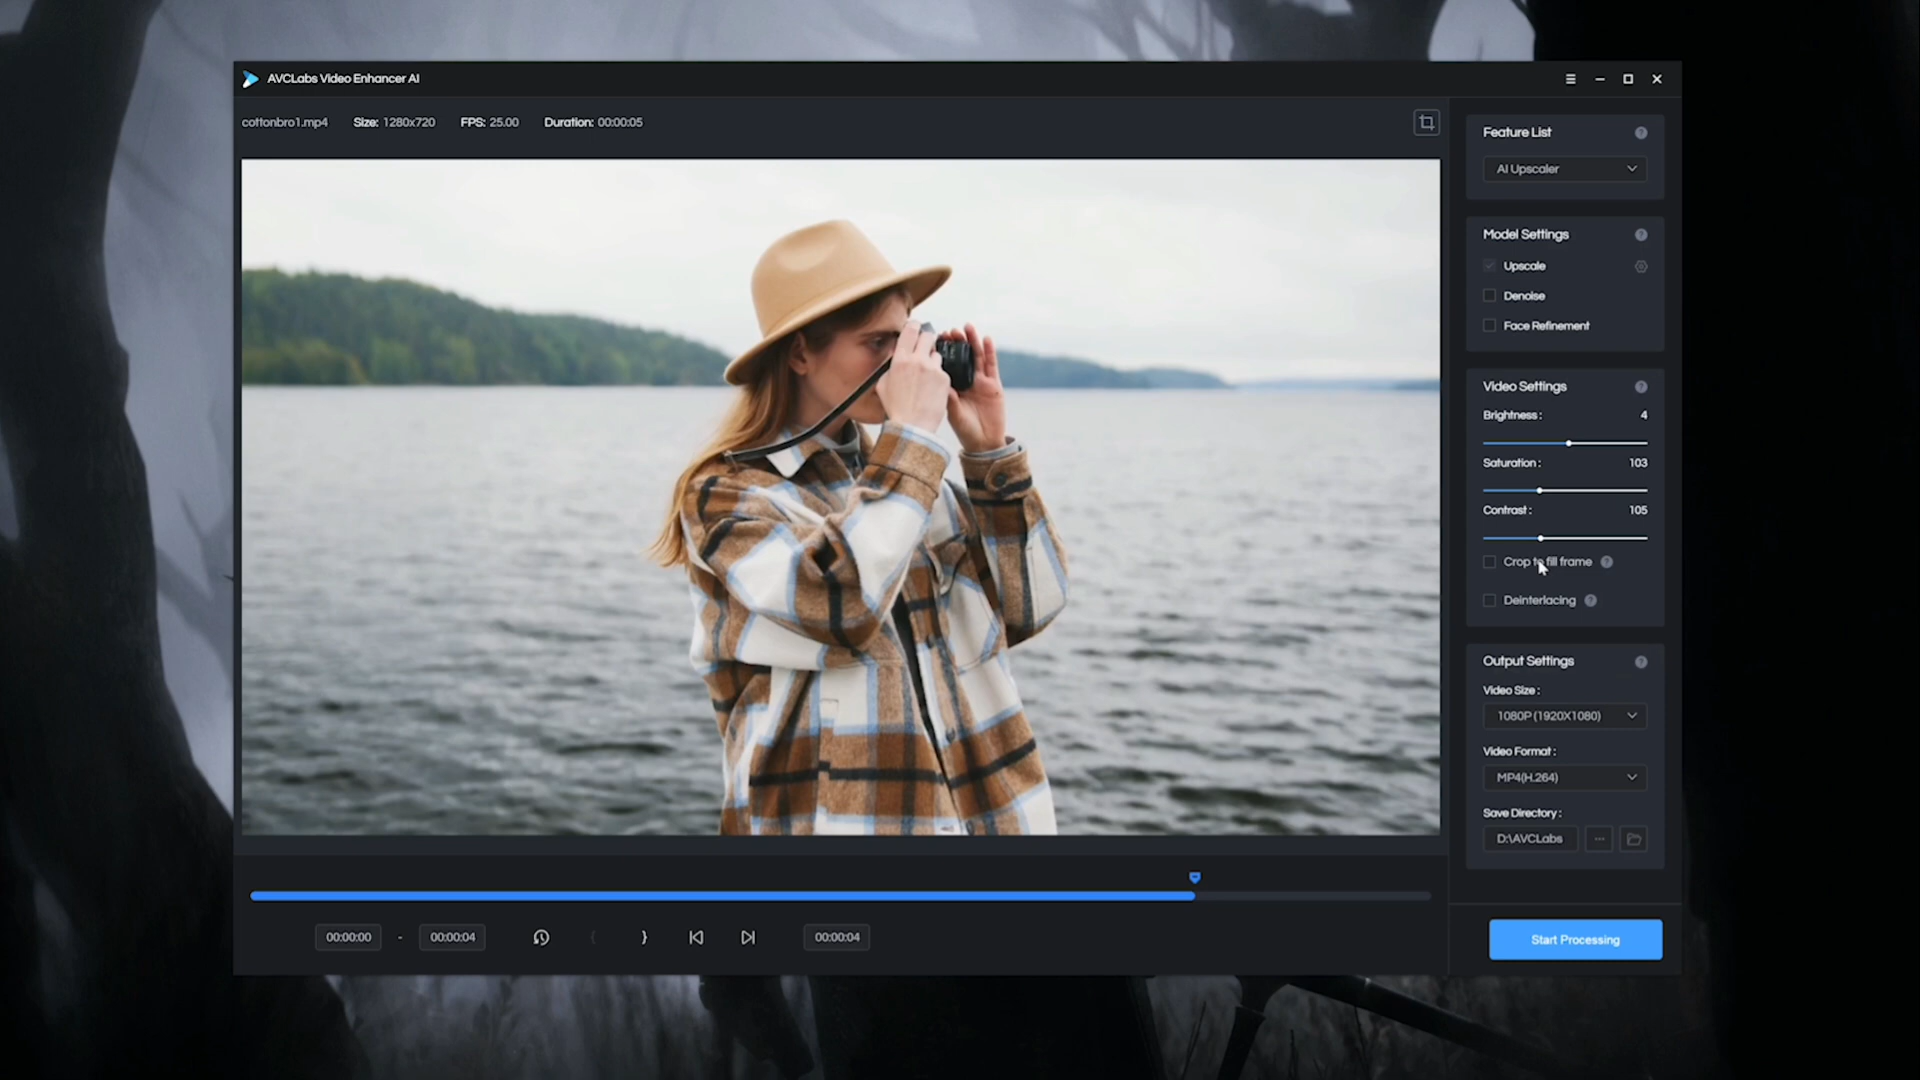 AVCLabs Video Enhancer AI
cottonbro1.mp4 Size: 1280x720 FPS: 25.00 Duration: 00:00:05
Feature List
AI Upscaler
Model Settings
Upscale
Denoise
Face Refinement
Video Settings
Brightness : 4
Saturation : 103
Contrast : 105
Crop to fill frame
Deinterlacing
Output Settings
Video Size :
1080P (1920X1080)
Video Format :
MP4(H.264)
Save Directory :
D:\AVCLabs ...
00:00:00 - 00:00:04 { } 00:00:04
Start Processing